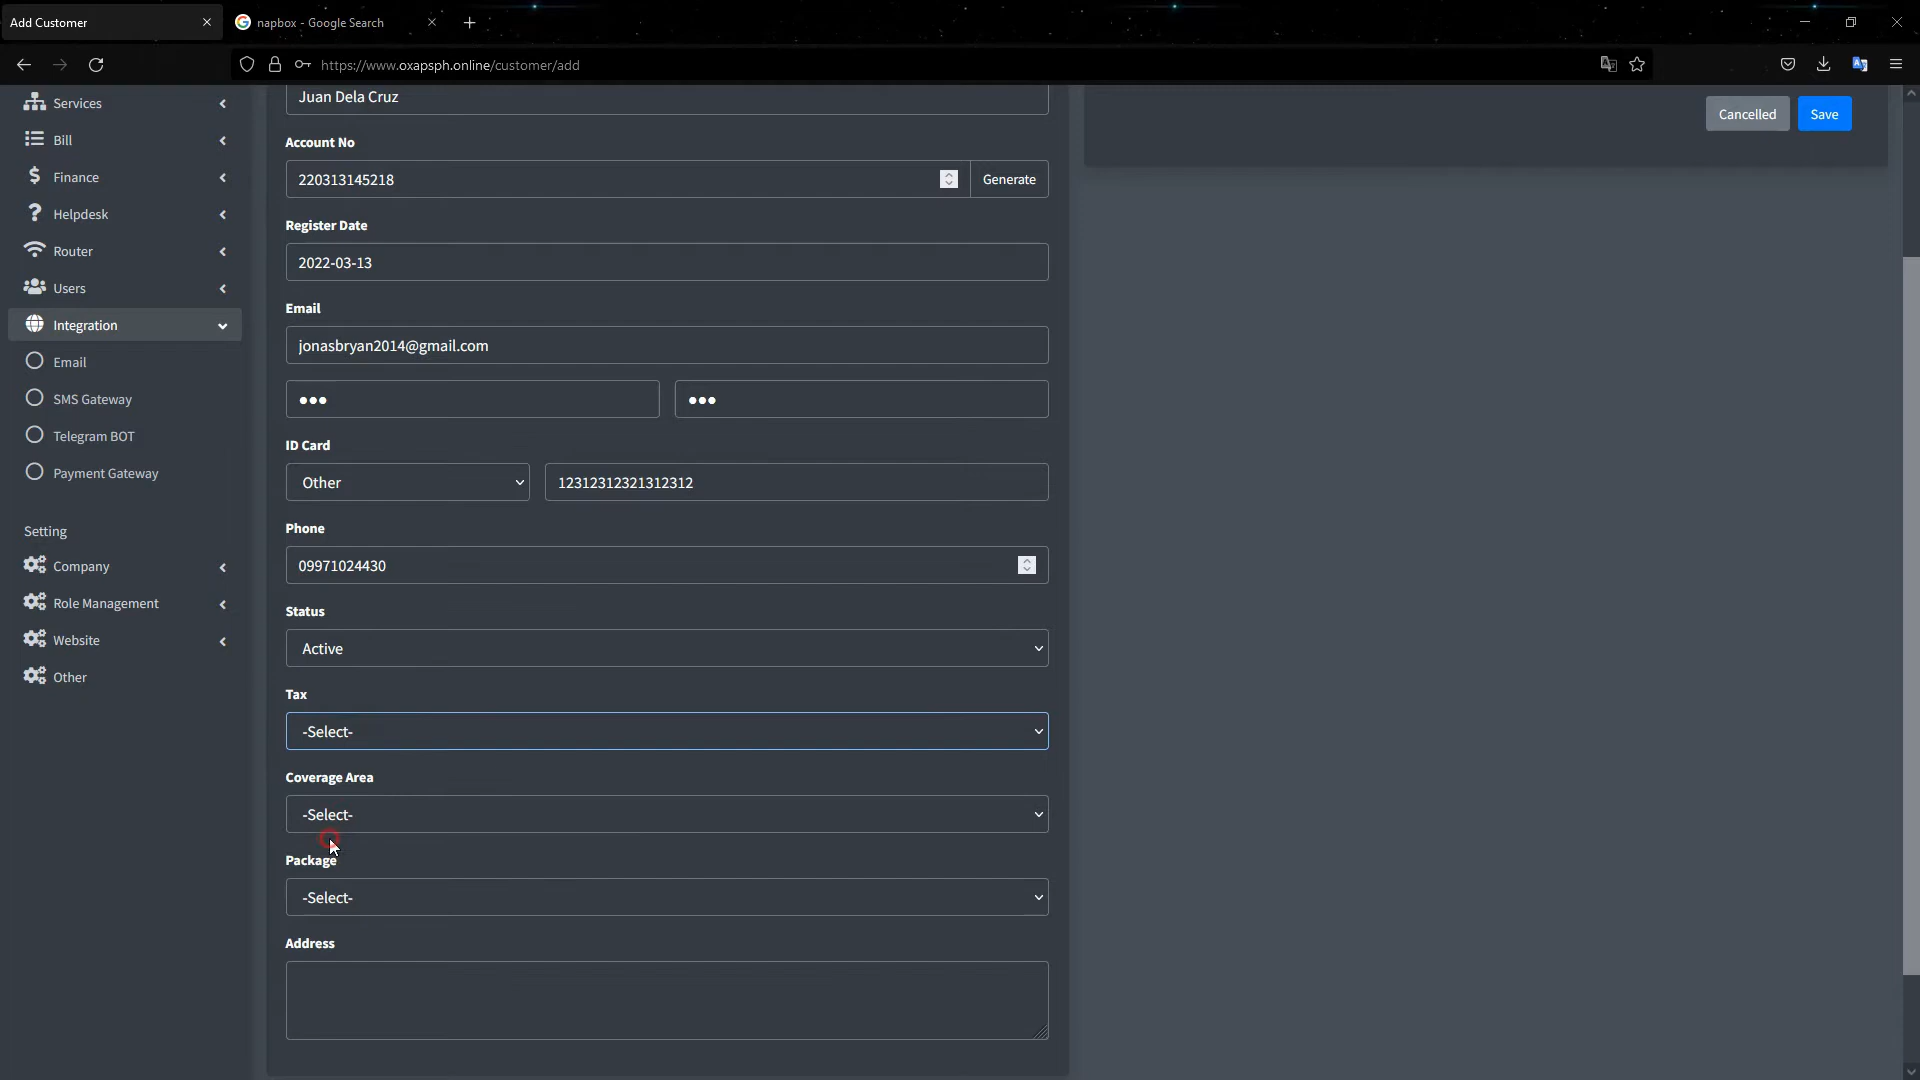 Add Customer
napbox - Google Search
https://www.oxapsph.online/customer/add
Services
Bill
Finance
Helpdesk
Router
Users
Integration
Email
SMS Gateway
Telegram BOT
Payment Gateway
Setting
Company
Role Management
Website
Other
Juan Dela Cruz
Account No
220313145218
Generate
Register Date
2022-03-13
Email
jonasbryan2014@gmail.com
ID Card
Other
12312312321312312
Phone
09971024430
Status
Active
Tax
-Select-
Coverage Area
-Select-
Package
-Select-
Address
Cancelled
Save